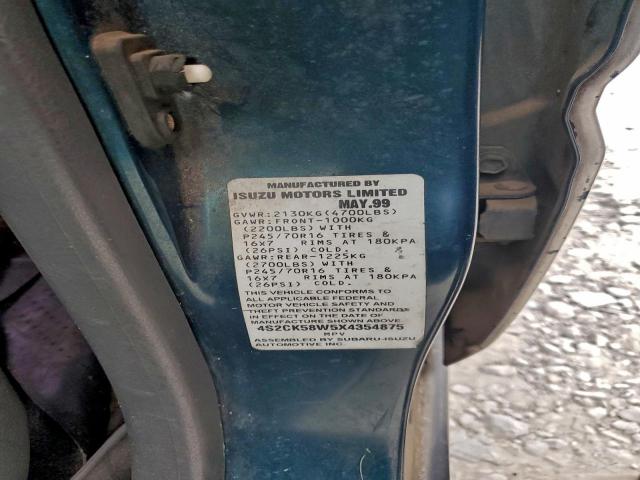 MANUFACTURED BY
ISUZU MOTORS LIMITED
MAY.99
GVWR:2130KG(4700LBS)
GAWR:FRONT-1000KG
(2200LBS) WITH
P245/70R16 TIRES &
16X7 RIMS AT 180KPA
(26PSI) COLD.
GAWR:REAR-1225KG
(2700LBS) WITH
P245/70R16 TIRES &
16X7 RIMS AT 180KPA
(26PSI) COLD.
THIS VEHICLE CONFORMS TO
ALL APPLICABLE FEDERAL
MOTOR VEHICLE SAFETY AND
THEFT PREVENTION STANDARDS
IN EFFECT ON THE DATE OF
MANUFACTURE SHOWN ABOVE
4S2CK58W5X4354875
MPV
ASSEMBLED BY SUBARU-ISUZU
AUTOMOTIVE INC.